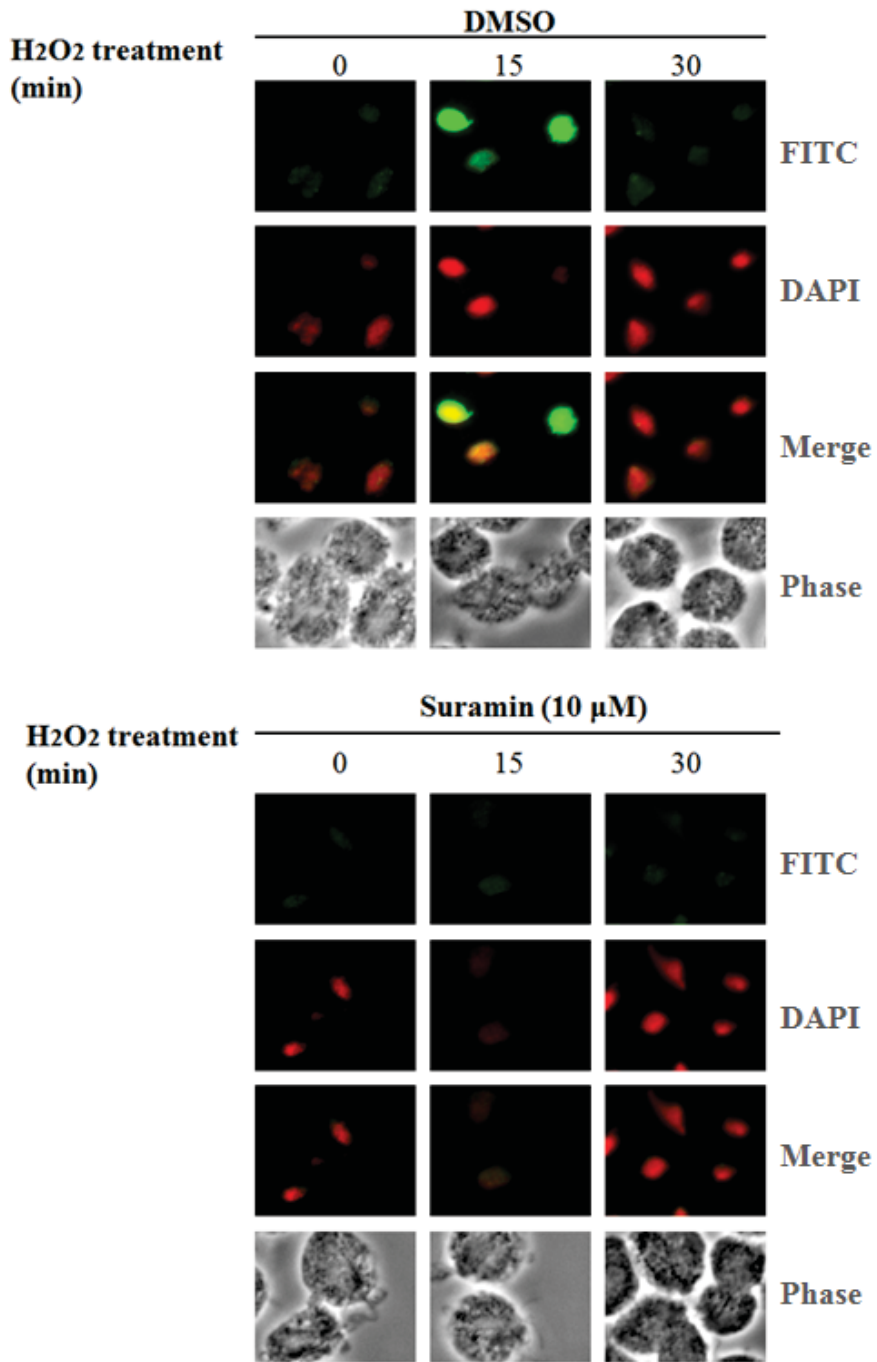 DMSO
H2O2 treatment
(min)
0 15 30
FITC
DAPI
Merge
Phase
Suramin (10 µM)
H2O2 treatment
(min)
0 15 30
FITC
DAPI
Merge
Phase